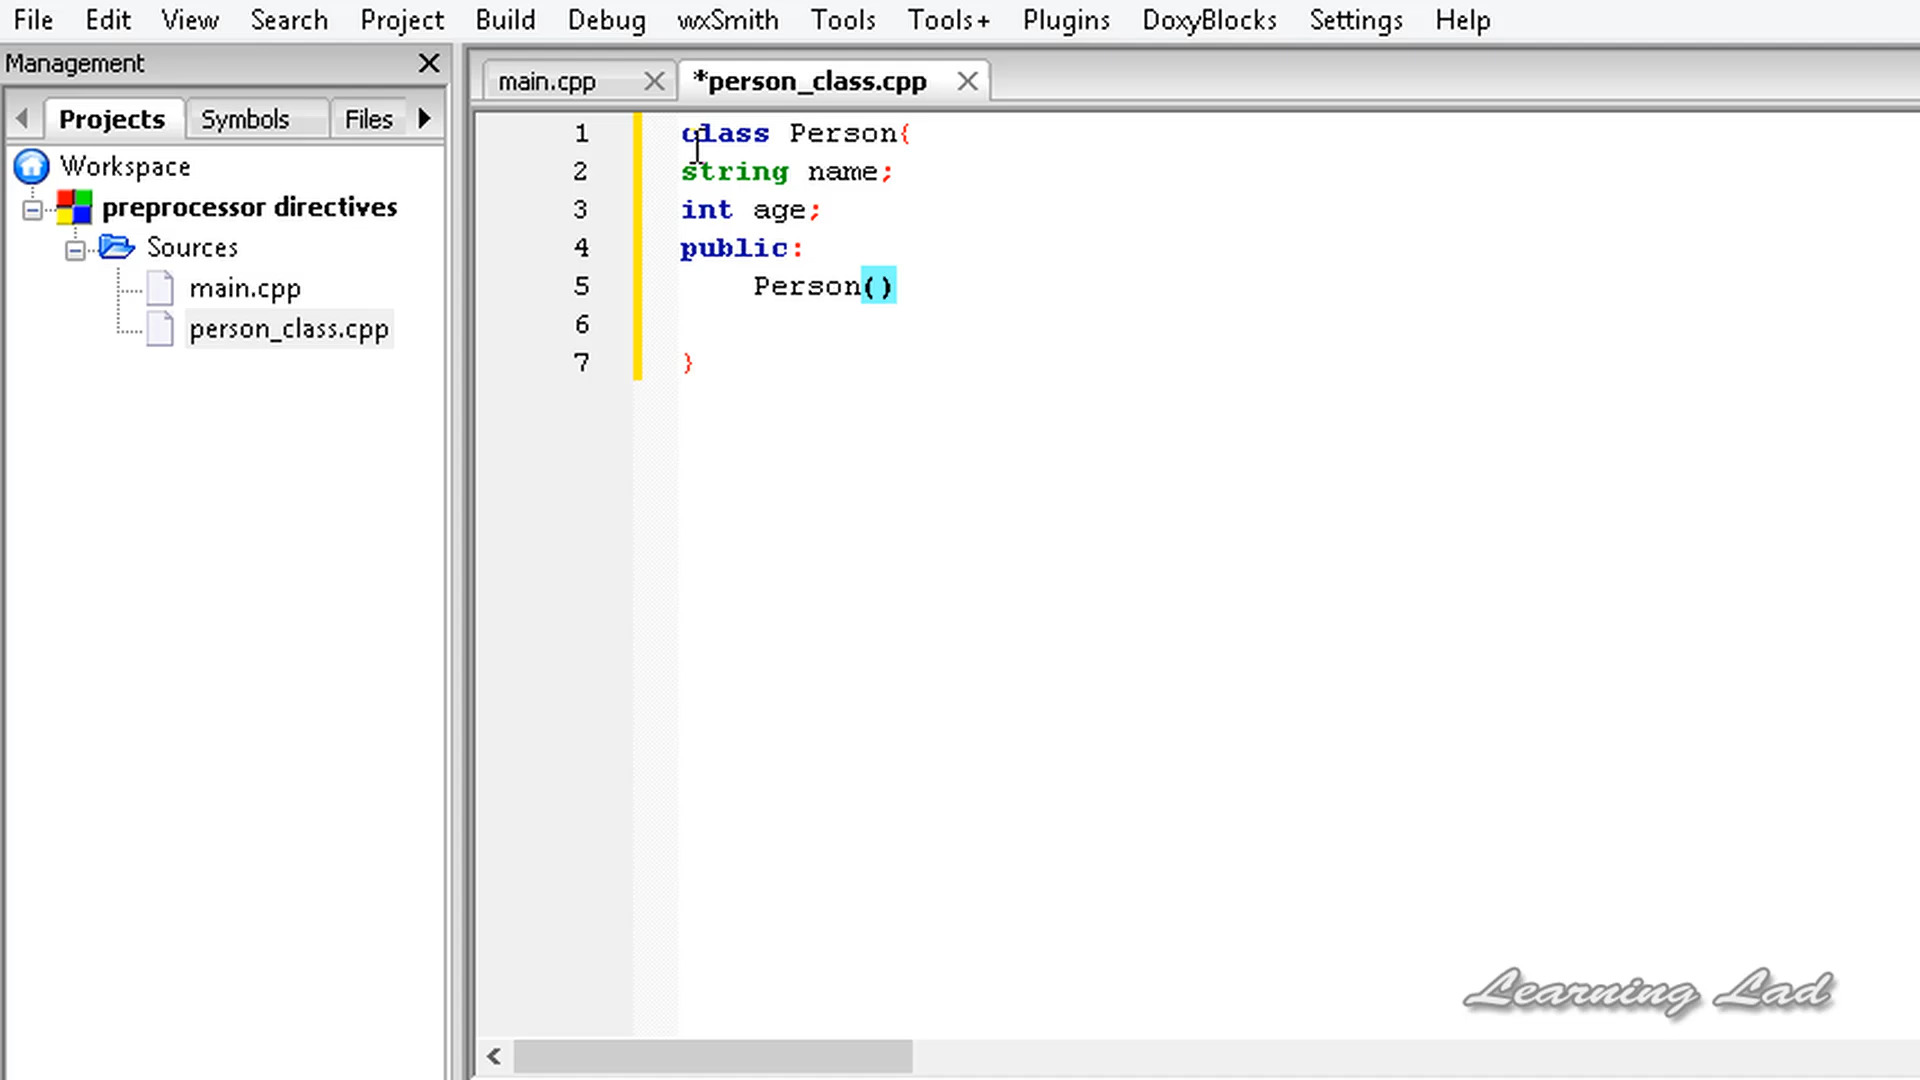 File Edit View Search Project Build Debug wxSmith Tools Tools+ Plugins DoxyBlocks Settings Help
Management
main.cpp *person_class.cpp
Projects Symbols Files
Workspace
preprocessor directives
Sources
main.cpp
person_class.cpp
1 class Person{
2 string name;
3 int age;
4 public:
5 Person()
6
7 }
Learning Lad